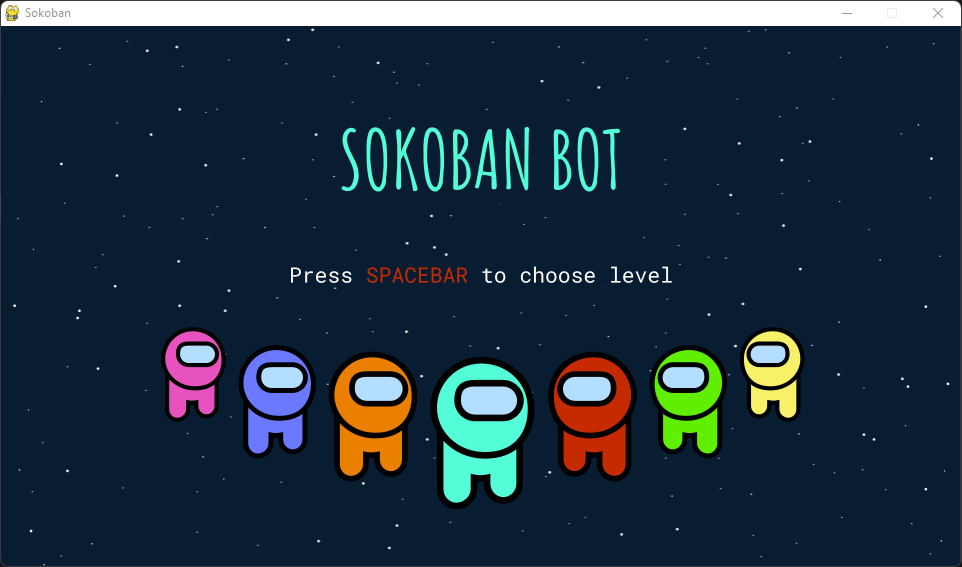 Sokoban
SOKOBAN BOT
Press SPACEBAR to choose level